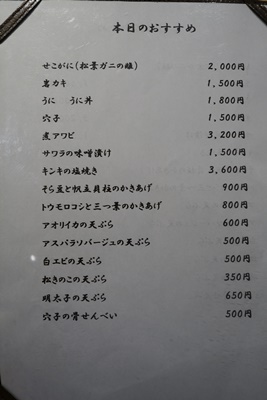 本日のおすすめ
せこがに(松葉ガニの雌) 2,000円
岩カキ 1,500円
うに うに丼 1,800円
穴子 1,500円
煮アワビ 3,200円
サワラの味噌漬け 1,500円
キンキの塩焼き 3,600円
そら豆と帆立貝柱のかきあげ 900円
トウモロコシと三つ葉のかきあげ 800円
アオリイカの天ぷら 600円
アスパラソバージュの天ぷら 500円
白エビの天ぷら 500円
松きのこの天ぷら 350円
明太子の天ぷら 650円
穴子の骨せんべい 500円